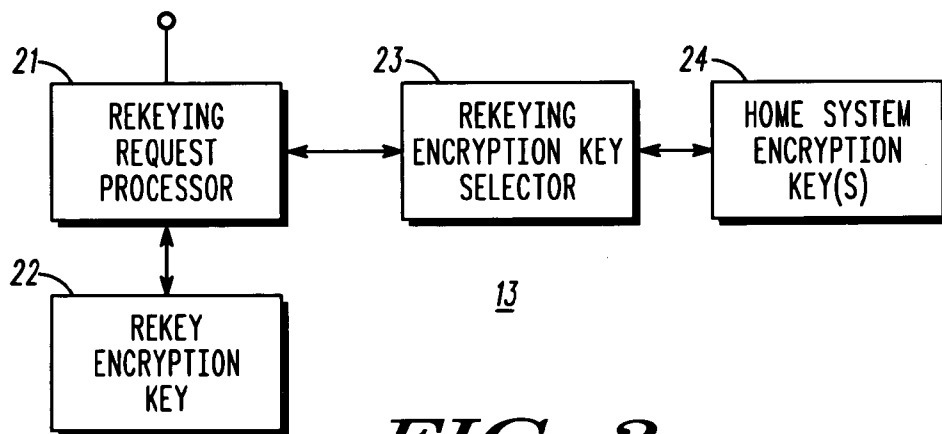 21
REKEYING
REQUEST
PROCESSOR
23
REKEYING
ENCRYPTION KEY
SELECTOR
24
HOME SYSTEM
ENCRYPTION
KEY(S)
22
REKEY
ENCRYPTION
KEY
13